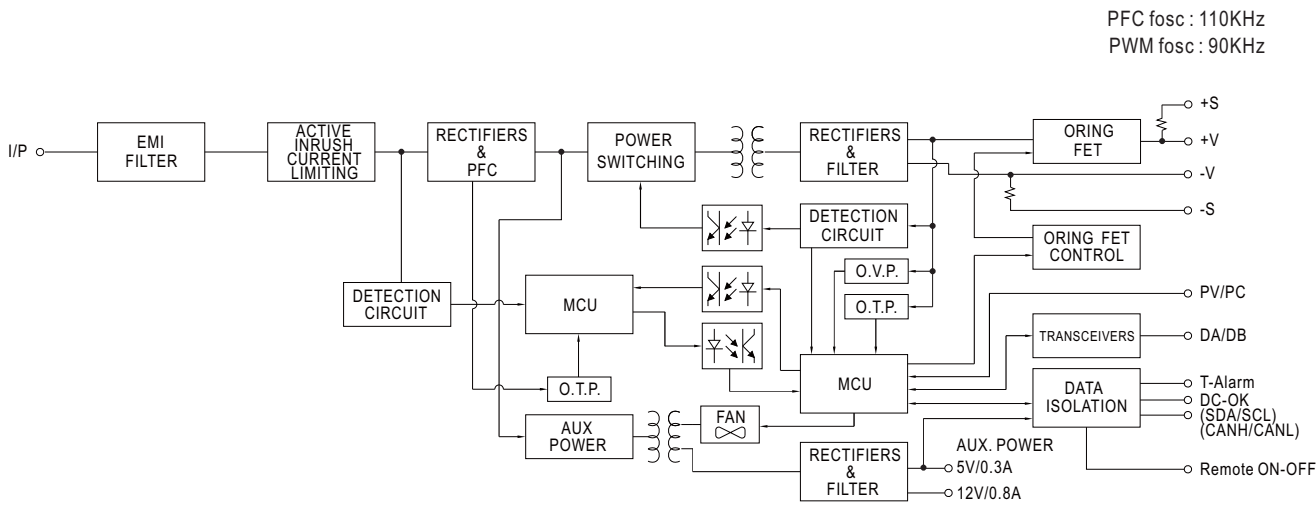 PFC fosc : 110KHz
PWM fosc : 90KHz
I/P
EMI
FILTER
ACTIVE
INRUSH
CURRENT
LIMITING
RECTIFIERS
&
PFC
POWER
SWITCHING
RECTIFIERS
&
FILTER
ORING
FET
+S
+V
-V
-S
DETECTION
CIRCUIT
ORING FET
CONTROL
O.V.P.
O.T.P.
DETECTION
CIRCUIT
MCU
PV/PC
TRANSCEIVERS
DA/DB
O.T.P.
MCU
DATA
ISOLATION
T-Alarm
DC-OK
(SDA/SCL)
(CANH/CANL)
AUX
POWER
FAN
RECTIFIERS
&
FILTER
AUX. POWER
5V/0.3A
12V/0.8A
Remote ON-OFF